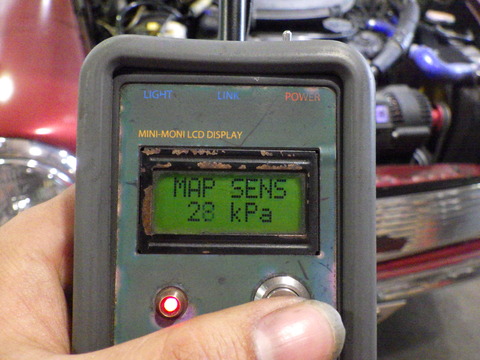 LIGHT LINK POWER
MINI-MONI LCD DISPLAY
MAP SENS
28 kPa